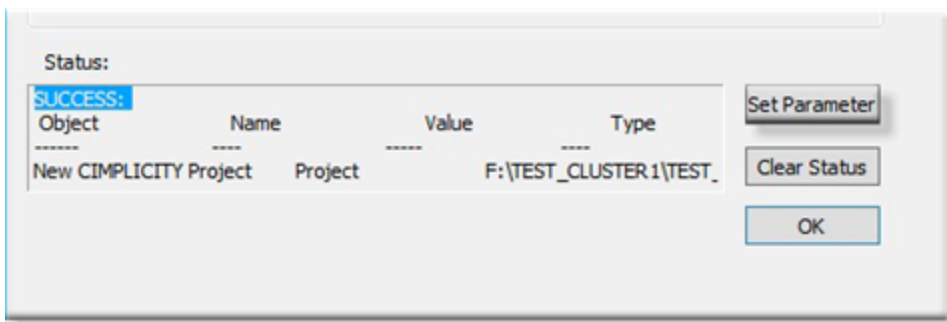 Status:
SUCCESS:
Object Name Value Type
------ ---- ----- ----
New CIMPLICITY Project Project F:\TEST_CLUSTER1\TEST_
Set Parameter
Clear Status
OK